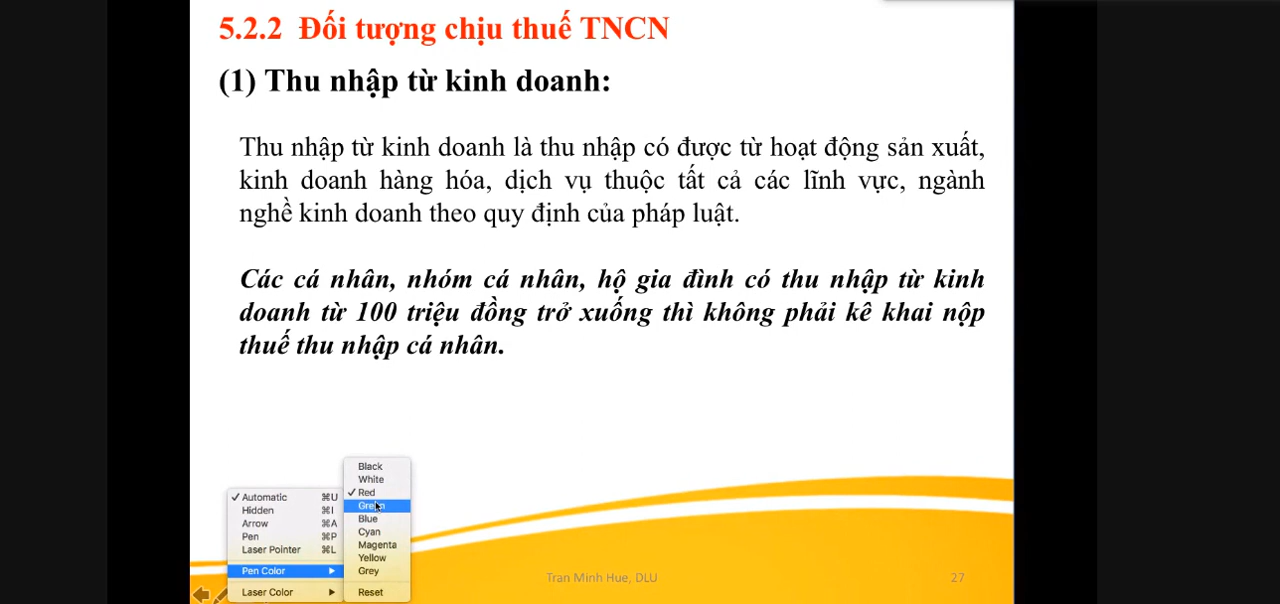 5.2.2 Đối tượng chịu thuế TNCN
(1) Thu nhập từ kinh doanh:
Thu nhập từ kinh doanh là thu nhập có được từ hoạt động sản xuất,
kinh doanh hàng hóa, dịch vụ thuộc tất cả các lĩnh vực, ngành
nghề kinh doanh theo quy định của pháp luật.
Các cá nhân, nhóm cá nhân, hộ gia đình có thu nhập từ kinh
doanh từ 100 triệu đồng trở xuống thì không phải kê khai nộp
thuế thu nhập cá nhân.
✓ Automatic ⌘U
Hidden ⌘I
Arrow ⌘A
Pen ⌘P
Laser Pointer ⌘L
Pen Color ▶
Laser Color ▶
Black
White
✓ Red
Green
Blue
Cyan
Magenta
Yellow
Grey
Reset
Tran Minh Hue, DLU
27